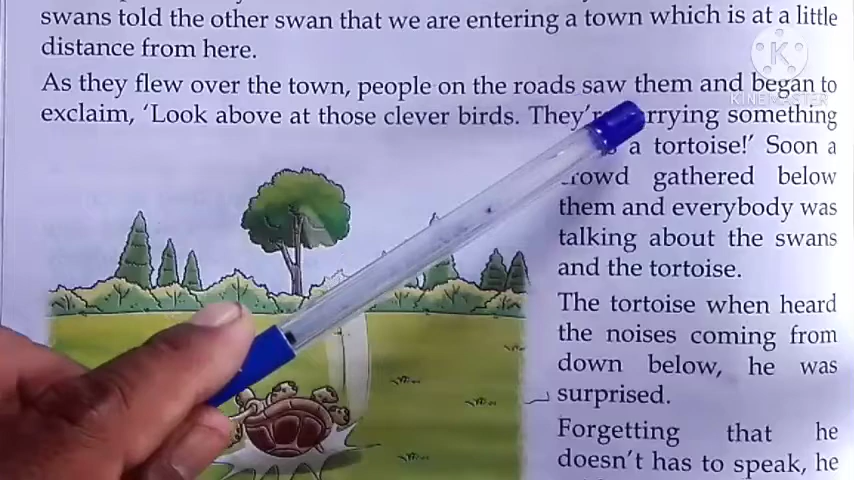 swans told the other swan that we are entering a town which is at a little
distance from here.
As they flew over the town, people on the roads saw them and began to
exclaim, 'Look above at those clever birds. They're carrying something
a tortoise!' Soon a
crowd gathered below
them and everybody was
talking about the swans
and the tortoise.
The tortoise when heard
the noises coming from
down below, he was
surprised.
Forgetting that he
doesn't has to speak, he
KINEMASTER